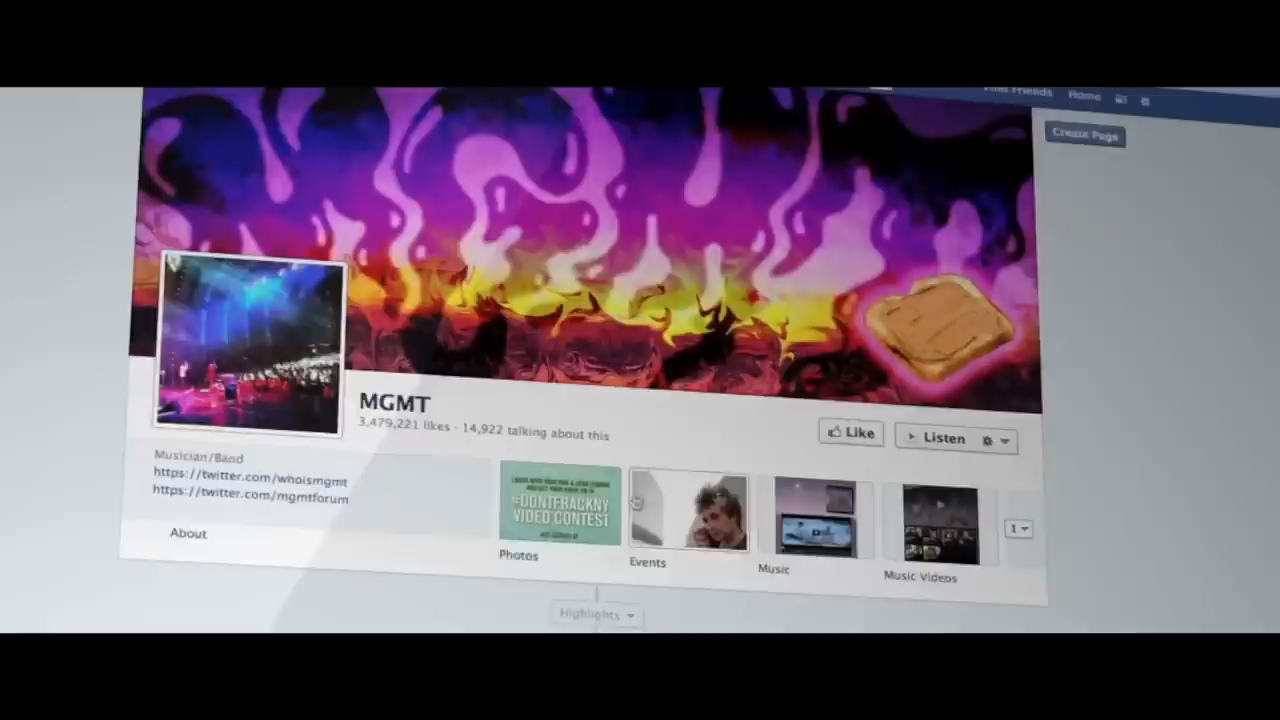 Find Friends Home
Create Page
MGMT
3,479,221 likes · 14,922 talking about this
Like
Listen
Musician/Band
https://twitter.com/whoismgmt
https://twitter.com/mgmtforum
About
#DONTFRACKNY
VIDEO CONTEST
Photos
Events
Music
Music Videos
1
Highlights